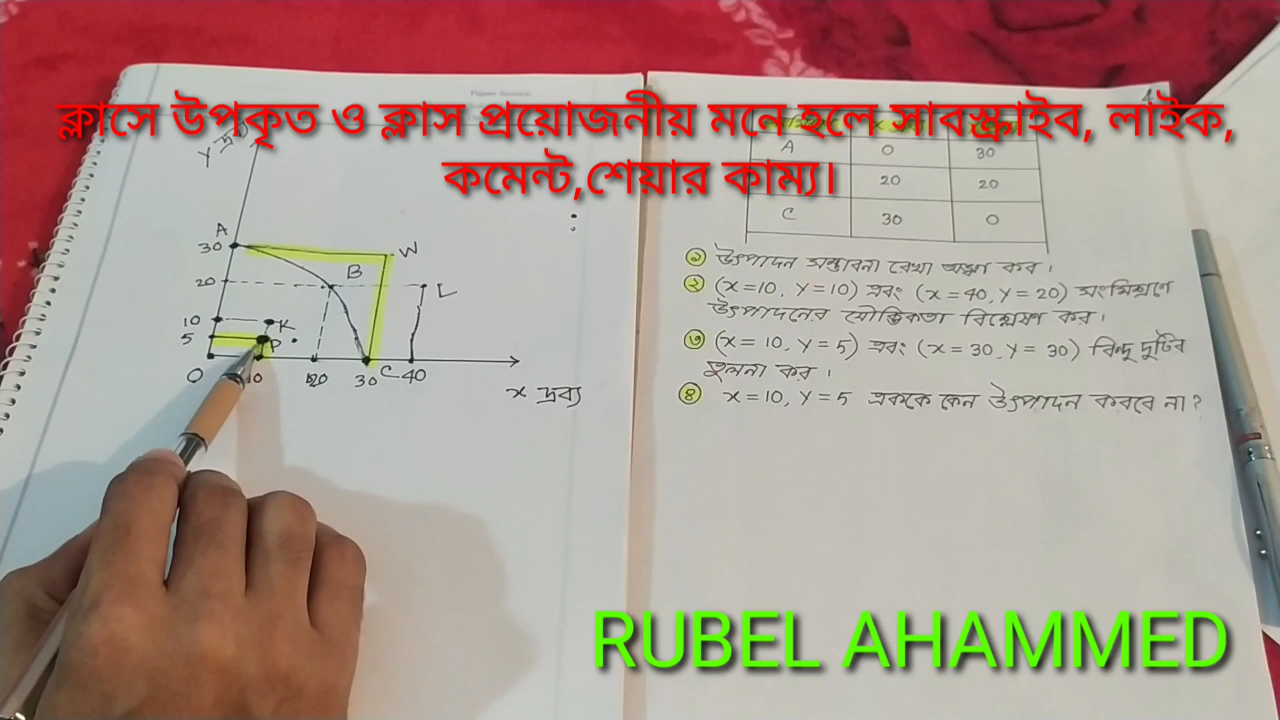 ক্লাসে উপকৃত ও ক্লাস প্রয়োজনীয় মনে হলে সাবস্ক্রাইব, লাইক,
কমেন্ট,শেয়ার কাম্য।
Y
A
30
W
B
20
L
10
K
5
P
O
10
20
30
C
40
X দ্রব্য
4
A 0 30
20 20
C 30 0
১ উৎপাদন সম্ভাবনা রেখা অঙ্কন কর।
২ (x=10, y=10) এবং (x=40, y=20) সংমিশ্রণে
উৎপাদনের যৌক্তিকতা বিশ্লেষণ কর।
৩ (x=10, y=5) এবং (x=30, y=30) বিন্দু দুটির
তুলনা কর।
৪ x=10, y=5 এককে কেন উৎপাদন করবে না?
RUBEL AHAMMED